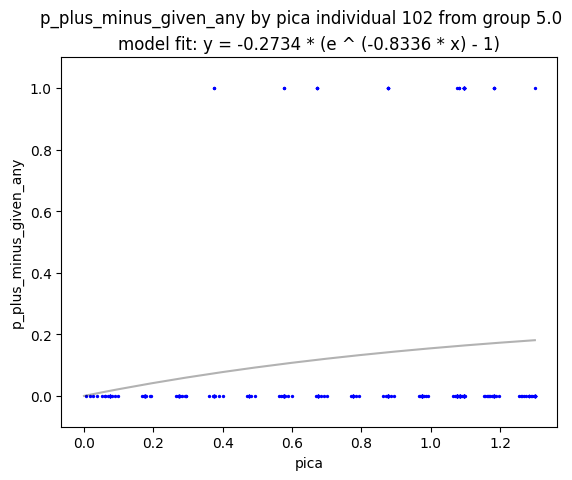 p_plus_minus_given_any by pica individual 102 from group 5.0
model fit: y = -0.2734 * (e ^ (-0.8336 * x) - 1)
1.0
0.8
0.6
0.4
0.2
0.0
p_plus_minus_given_any
0.0 0.2 0.4 0.6 0.8 1.0 1.2
pica